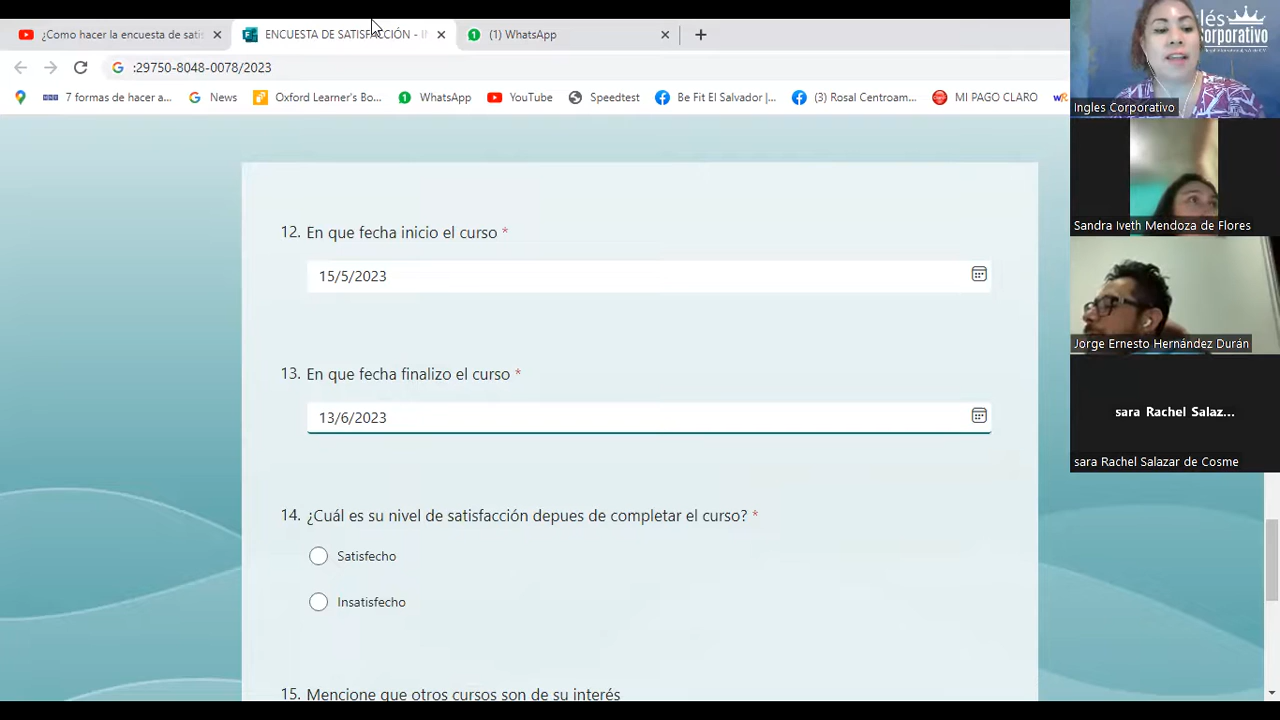 ¿Como hacer la encuesta de sati
ENCUESTA DE SATISFACCIÓN - I
(1) WhatsApp
:29750-8048-0078/2023
7 formas de hacer a...
News
Oxford Learner's Bo...
WhatsApp
YouTube
Speedtest
Be Fit El Salvador |...
(3) Rosal Centroam...
MI PAGO CLARO
12. En que fecha inicio el curso *
15/5/2023
13. En que fecha finalizo el curso *
13/6/2023
14. ¿Cuál es su nivel de satisfacción depues de completar el curso? *
Satisfecho
Insatisfecho
15. Mencione que otros cursos son de su interés
lés
Corporativo
Ingles Corporativo
Sandra Iveth Mendoza de Flores
Jorge Ernesto Hernández Durán
sara Rachel Salaz...
sara Rachel Salazar de Cosme